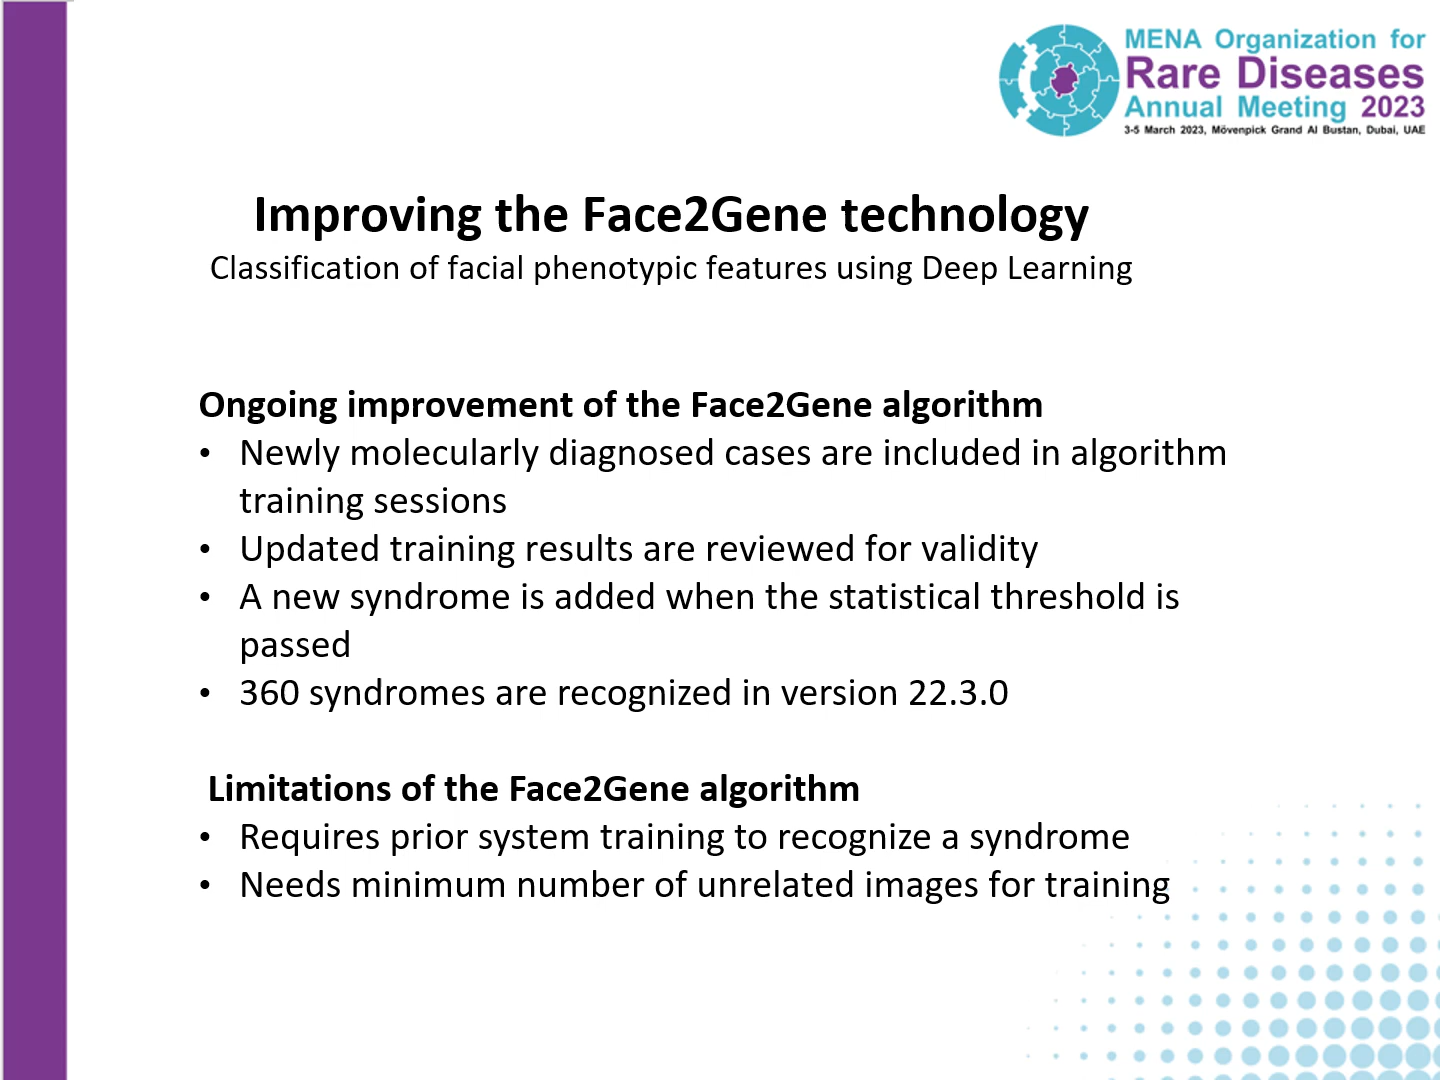 MENA Organization for
Rare Diseases
Annual Meeting 2023
3-5 March 2023, Mövenpick Grand Al Bustan, Dubai, UAE
Improving the Face2Gene technology
Classification of facial phenotypic features using Deep Learning
Ongoing improvement of the Face2Gene algorithm
• Newly molecularly diagnosed cases are included in algorithm
training sessions
• Updated training results are reviewed for validity
• A new syndrome is added when the statistical threshold is
passed
• 360 syndromes are recognized in version 22.3.0
Limitations of the Face2Gene algorithm
• Requires prior system training to recognize a syndrome
• Needs minimum number of unrelated images for training